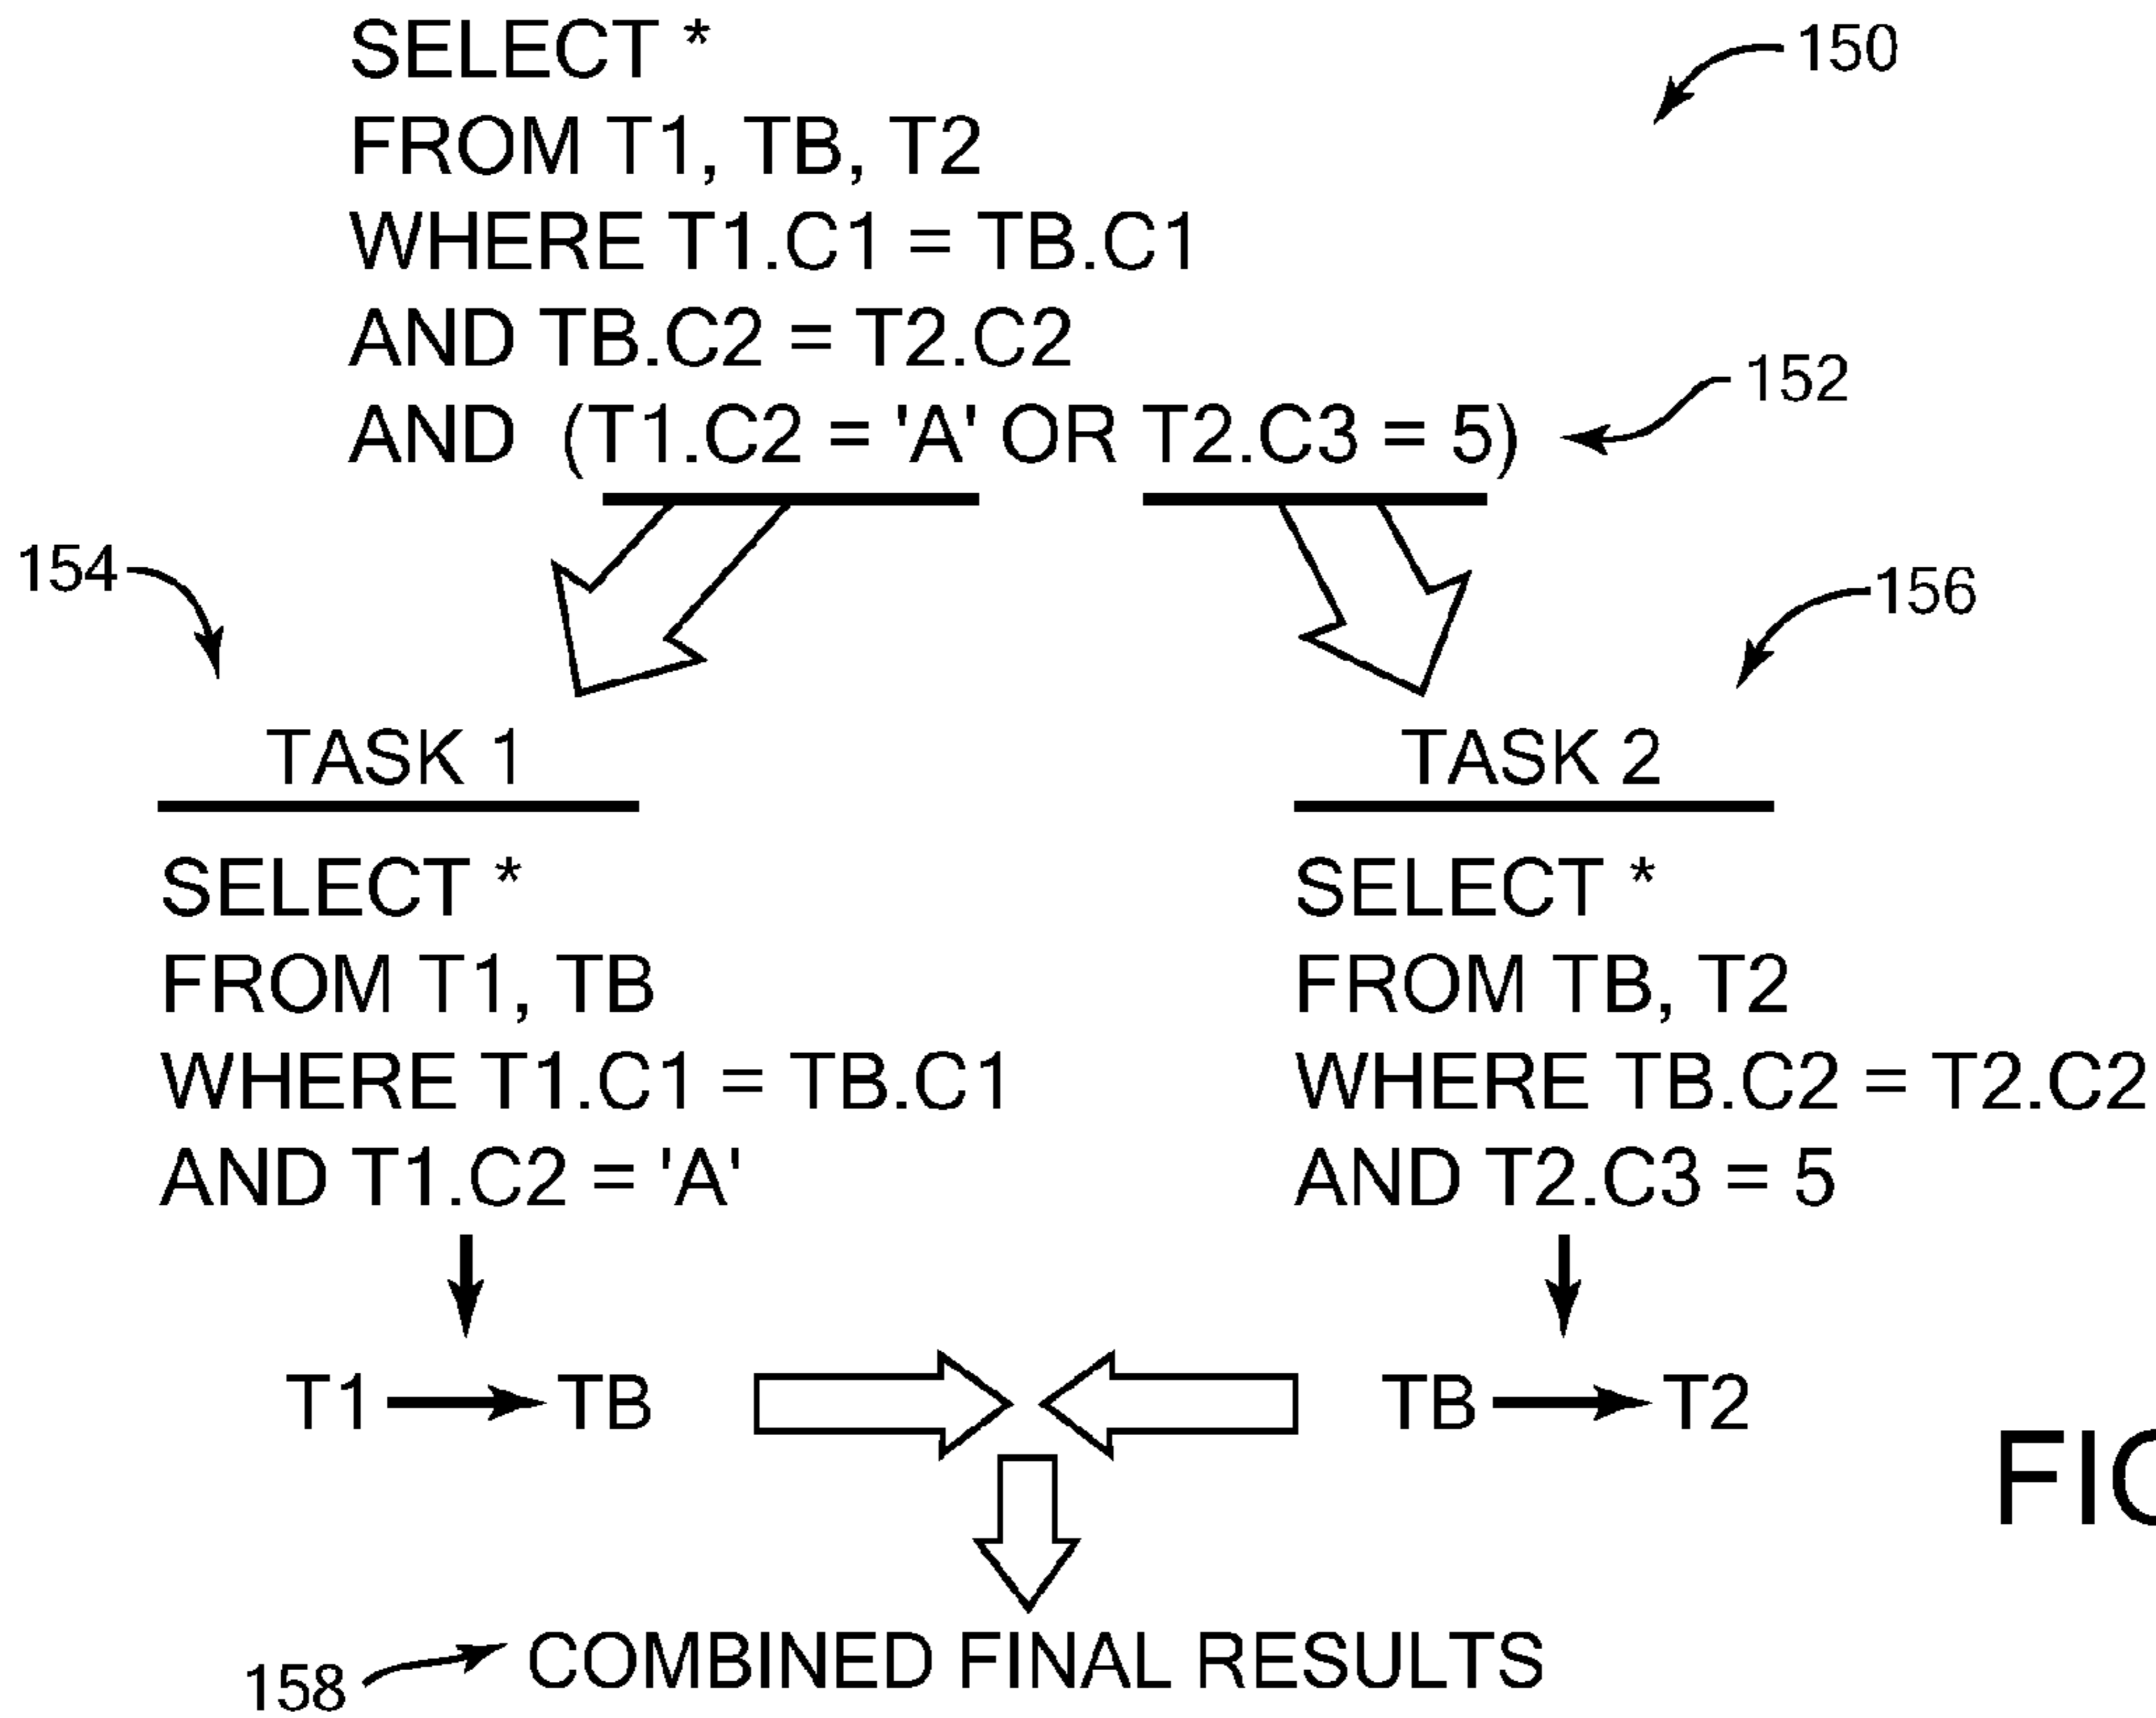 SELECT *
150
FROM T1, TB, T2
WHERE T1.C1 = TB.C1
AND TB.C2 = T2.C2
152
AND (T1.C2 = 'A' OR T2.C3 = 5)
154
156
TASK 1
SELECT *
FROM T1, TB
WHERE T1.C1 = TB.C1
AND T1.C2 = 'A'
T1 TB
TASK 2
SELECT *
FROM TB, T2
WHERE TB.C2 = T2.C2
AND T2.C3 = 5
TB T2
158
COMBINED FINAL RESULTS